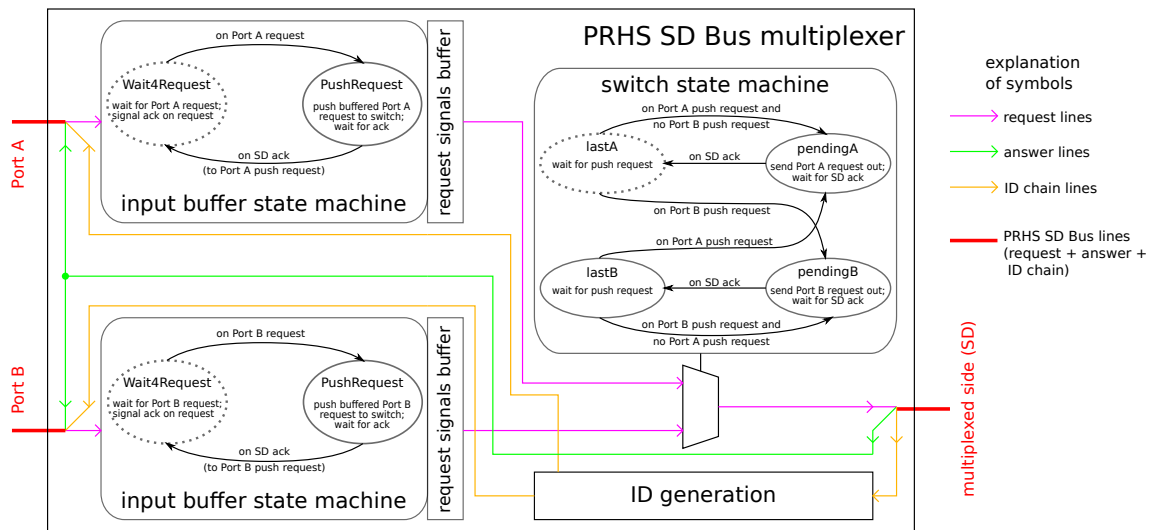 PRHS SD Bus multiplexer
on Port A request
Wait4Request
wait for Port A request;
signal ack on request
PushRequest
push buffered Port A
request to switch;
wait for ack
on SD ack
(to Port A push request)
input buffer state machine
request signals buffer
Port A
switch state machine
on Port A push request and
no Port B push request
lastA
wait for push request
on SD ack
pendingA
send Port A request out;
wait for SD ack
on Port B push request
on Port A push request
lastB
wait for push request
on SD ack
pendingB
send Port B request out;
wait for SD ack
on Port B push request and
no Port A push request
on Port B request
Wait4Request
wait for Port B request;
signal ack on request
PushRequest
push buffered Port B
request to switch;
wait for ack
on SD ack
(to Port B push request)
input buffer state machine
request signals buffer
Port B
ID generation
multiplexed side (SD)
explanation
of symbols
request lines
answer lines
ID chain lines
PRHS SD Bus lines
(request + answer +
ID chain)